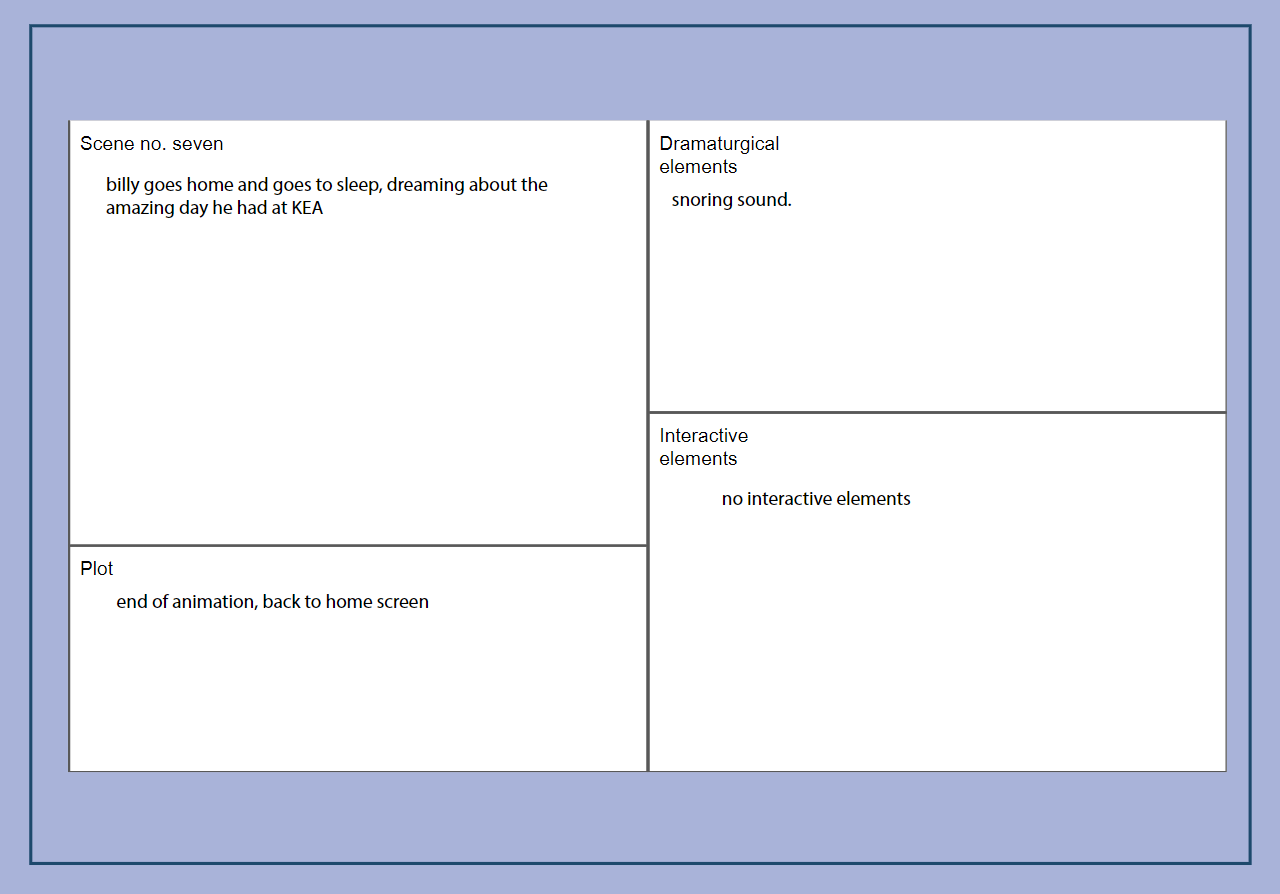 Scene no. seven
billy goes home and goes to sleep, dreaming about the
amazing day he had at KEA
Plot
end of animation, back to home screen
Dramaturgical
elements
snoring sound.
Interactive
elements
no interactive elements